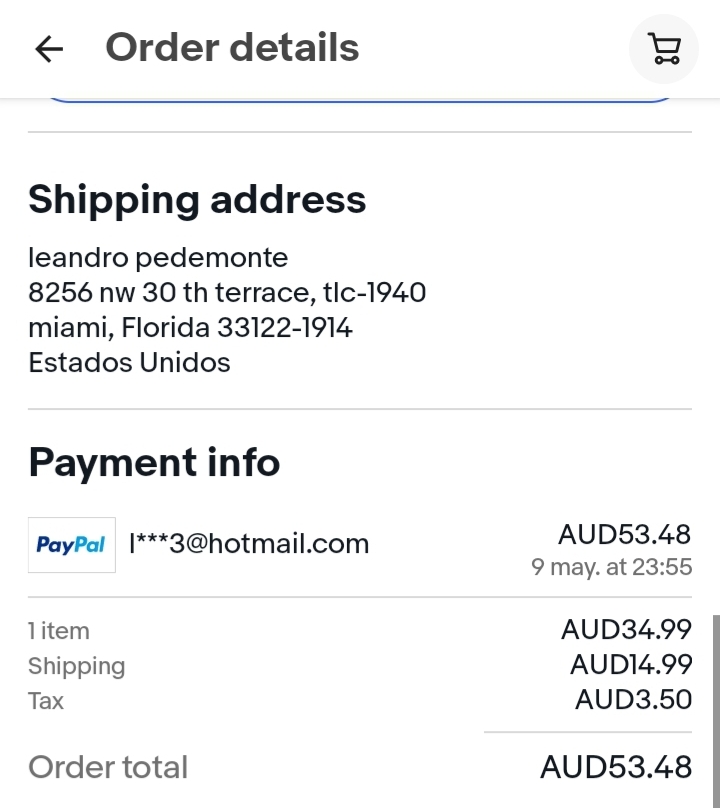 Order details
Shipping address
leandro pedemonte
8256 nw 30 th terrace, tlc-1940
miami, Florida 33122-1914
Estados Unidos
Payment info
PayPal l***3@hotmail.com AUD53.48
9 may. at 23:55
1 item AUD34.99
Shipping AUD14.99
Tax AUD3.50
Order total AUD53.48